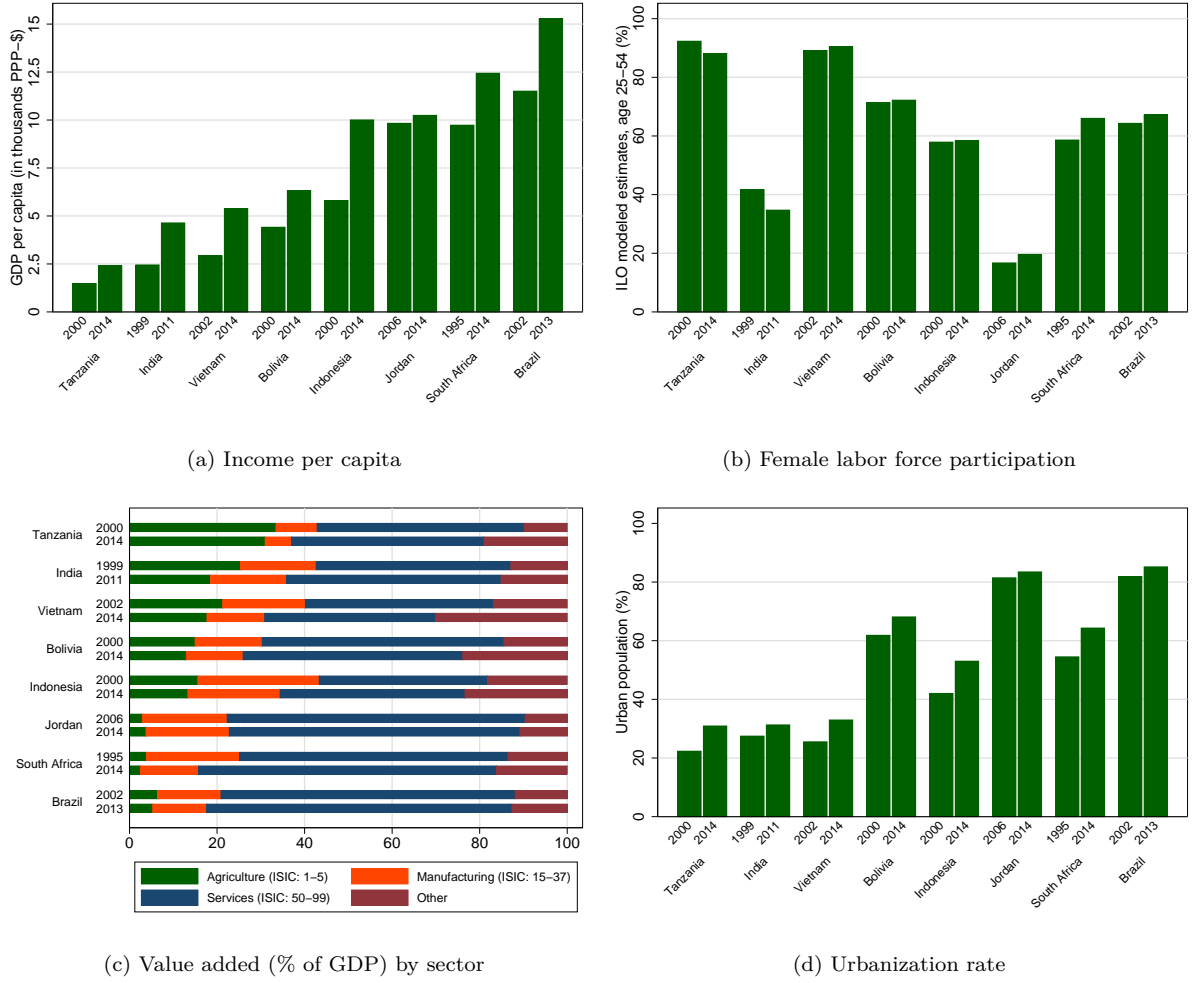 GDP per capita (in thousands PPP−$)
15
12.5
10
7.5
5
2.5
0
2000 2014 1999 2011 2002 2014 2000 2014 2000 2014 2006 2014 1995 2014 2002 2013
Tanzania India Vietnam Bolivia Indonesia Jordan South Africa Brazil
(a) Income per capita
ILO modeled estimates, age 25−54 (%)
100
80
60
40
20
0
2000 2014 1999 2011 2002 2014 2000 2014 2000 2014 2006 2014 1995 2014 2002 2013
Tanzania India Vietnam Bolivia Indonesia Jordan South Africa Brazil
(b) Female labor force participation
Tanzania 2000
2014
India 1999
2011
Vietnam 2002
2014
Bolivia 2000
2014
Indonesia 2000
2014
Jordan 2006
2014
South Africa 1995
2014
Brazil 2002
2013
0 20 40 60 80 100
Agriculture (ISIC: 1−5) Manufacturing (ISIC: 15−37)
Services (ISIC: 50−99) Other
(c) Value added (% of GDP) by sector
Urban population (%)
100
80
60
40
20
0
2000 2014 1999 2011 2002 2014 2000 2014 2000 2014 2006 2014 1995 2014 2002 2013
Tanzania India Vietnam Bolivia Indonesia Jordan South Africa Brazil
(d) Urbanization rate